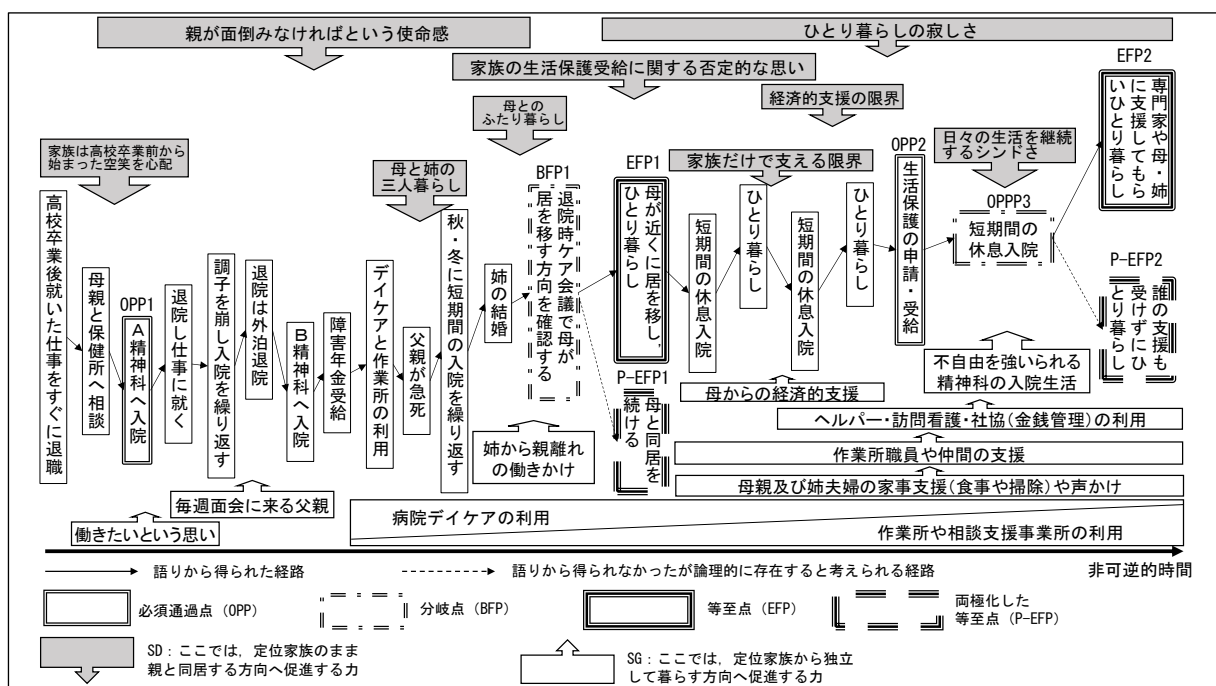 親が面倒みなければという使命感
ひとり暮らしの寂しさ
家族の生活保護受給に関する否定的な思い
EFP2
専門家や母・姉
に支援してもら
いひとり暮らし
経済的支援の限界
母との
ふたり暮らし
家族は高校卒業前から
始まった空笑を心配
母と姉の
三人暮らし
BFP1
EFP1
家族だけで支える限界
OPP2
日々の生活を継続
するシンドさ
OPPP3
高校卒業後就いた仕事をすぐに退職
母親と保健所へ相談
OPP1
A精神科へ入院
退院し仕事に就く
調子を崩し入院を繰り返す
退院は外泊退院
B精神科へ入院
障害年金受給
デイケアと作業所の利用
父親が急死
秋・冬に短期間の入院を繰り返す
姉の結婚
退院時ケア会議で母が
居を移す方向を確認する
母が近くに居を移し,
ひとり暮らし
短期間の休息入院
ひとり暮らし
短期間の休息入院
ひとり暮らし
生活保護の申請・受給
短期間の
休息入院
P-EFP2
誰の支援も
受けずにひ
とり暮らし
P-EFP1
母と同居を
続ける
不自由を強いられる
精神科の入院生活
母からの経済的支援
ヘルパー・訪問看護・社協(金銭管理)の利用
姉から親離れ
の働きかけ
作業所職員や仲間の支援
毎週面会に来る父親
母親及び姉夫婦の家事支援(食事や掃除)や声かけ
働きたいという思い
病院デイケアの利用
作業所や相談支援事業所の利用
語りから得られた経路
語りから得られなかったが論理的に存在すると考えられる経路
非可逆的時間
必須通過点(OPP)
分岐点(BFP)
等至点(EFP)
両極化した
等至点(P-EFP)
SD:ここでは, 定位家族のまま
親と同居する方向へ促進する力
SG:ここでは, 定位家族から独立
して暮らす方向へ促進する力